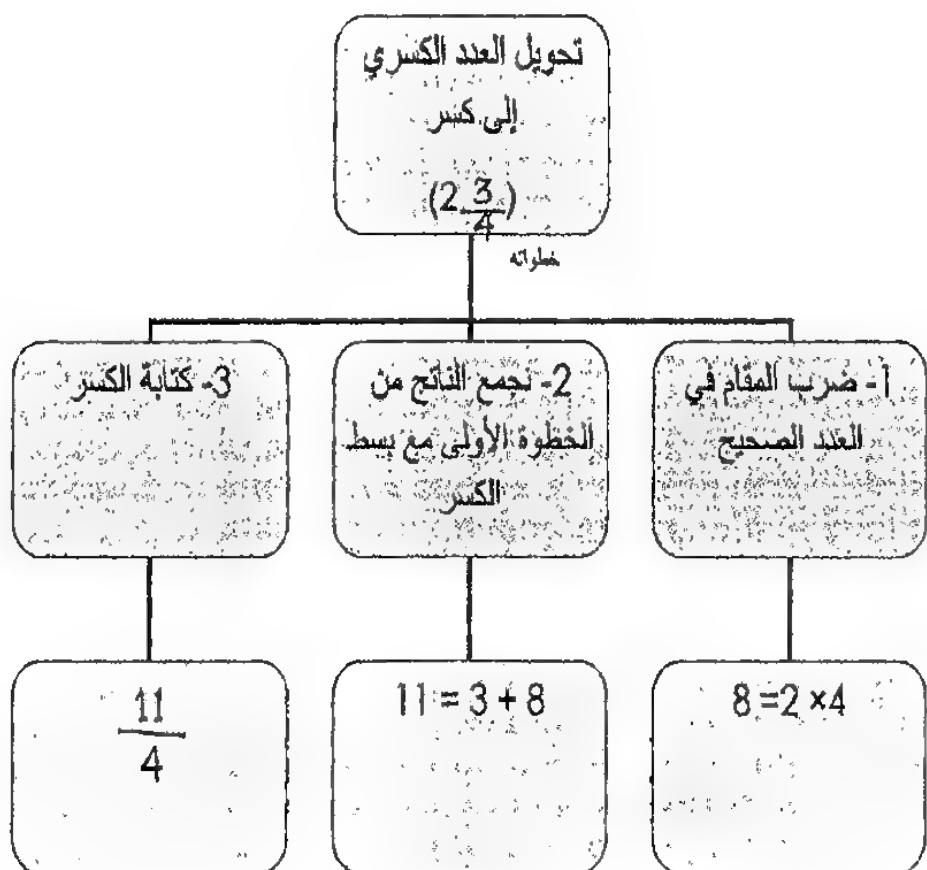 تحويل العدد الكسري
إلى كسر
(2 3/4)
خطواته
1- ضرب المقام في
العدد الصحيح
2- نجمع الناتج من
الخطوة الأولى مع بسط
الكسر
3- كتابة الكسر
8 =2 ×4
11 = 3 + 8
11
4